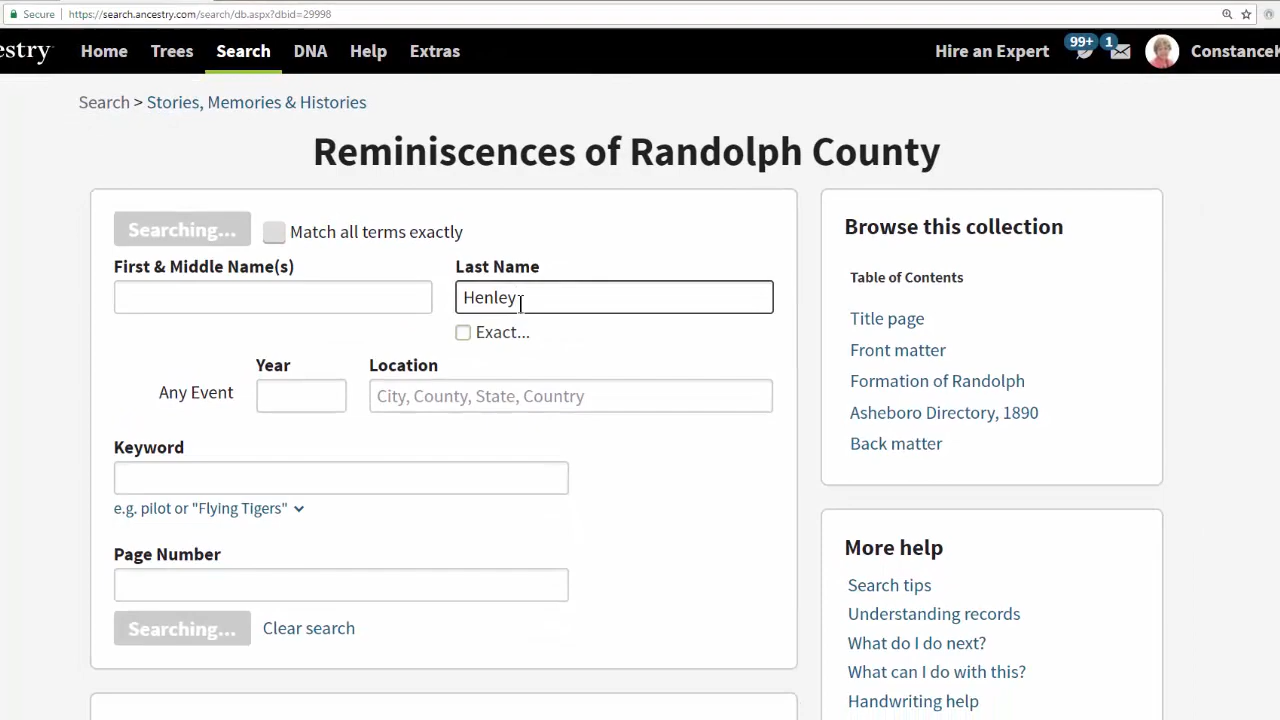 Secure https://search.ancestry.com/search/db.aspx?dbid=29998
estry Home Trees Search DNA Help Extras Hire an Expert 99+ 1 ConstanceK
Search > Stories, Memories & Histories
Reminiscences of Randolph County
Searching... Match all terms exactly
First & Middle Name(s) Last Name
Henley
Exact...
Year Location
Any Event City, County, State, Country
Keyword
e.g. pilot or "Flying Tigers"
Page Number
Searching... Clear search
Browse this collection
Table of Contents
Title page
Front matter
Formation of Randolph
Asheboro Directory, 1890
Back matter
More help
Search tips
Understanding records
What do I do next?
What can I do with this?
Handwriting help